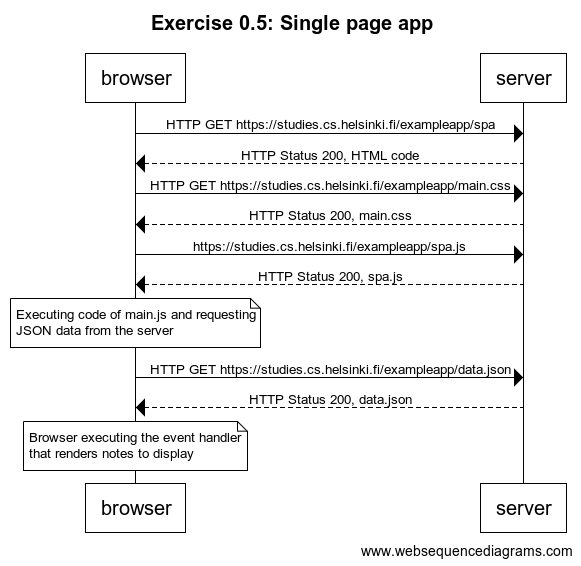 Exercise 0.5: Single page app
browser
server
HTTP GET https://studies.cs.helsinki.fi/exampleapp/spa
HTTP Status 200, HTML code
HTTP GET https://studies.cs.helsinki.fi/exampleapp/main.css
HTTP Status 200, main.css
https://studies.cs.helsinki.fi/exampleapp/spa.js
HTTP Status 200, spa.js
Executing code of main.js and requesting
JSON data from the server
HTTP GET https://studies.cs.helsinki.fi/exampleapp/data.json
HTTP Status 200, data.json
Browser executing the event handler
that renders notes to display
browser
server
www.websequencediagrams.com